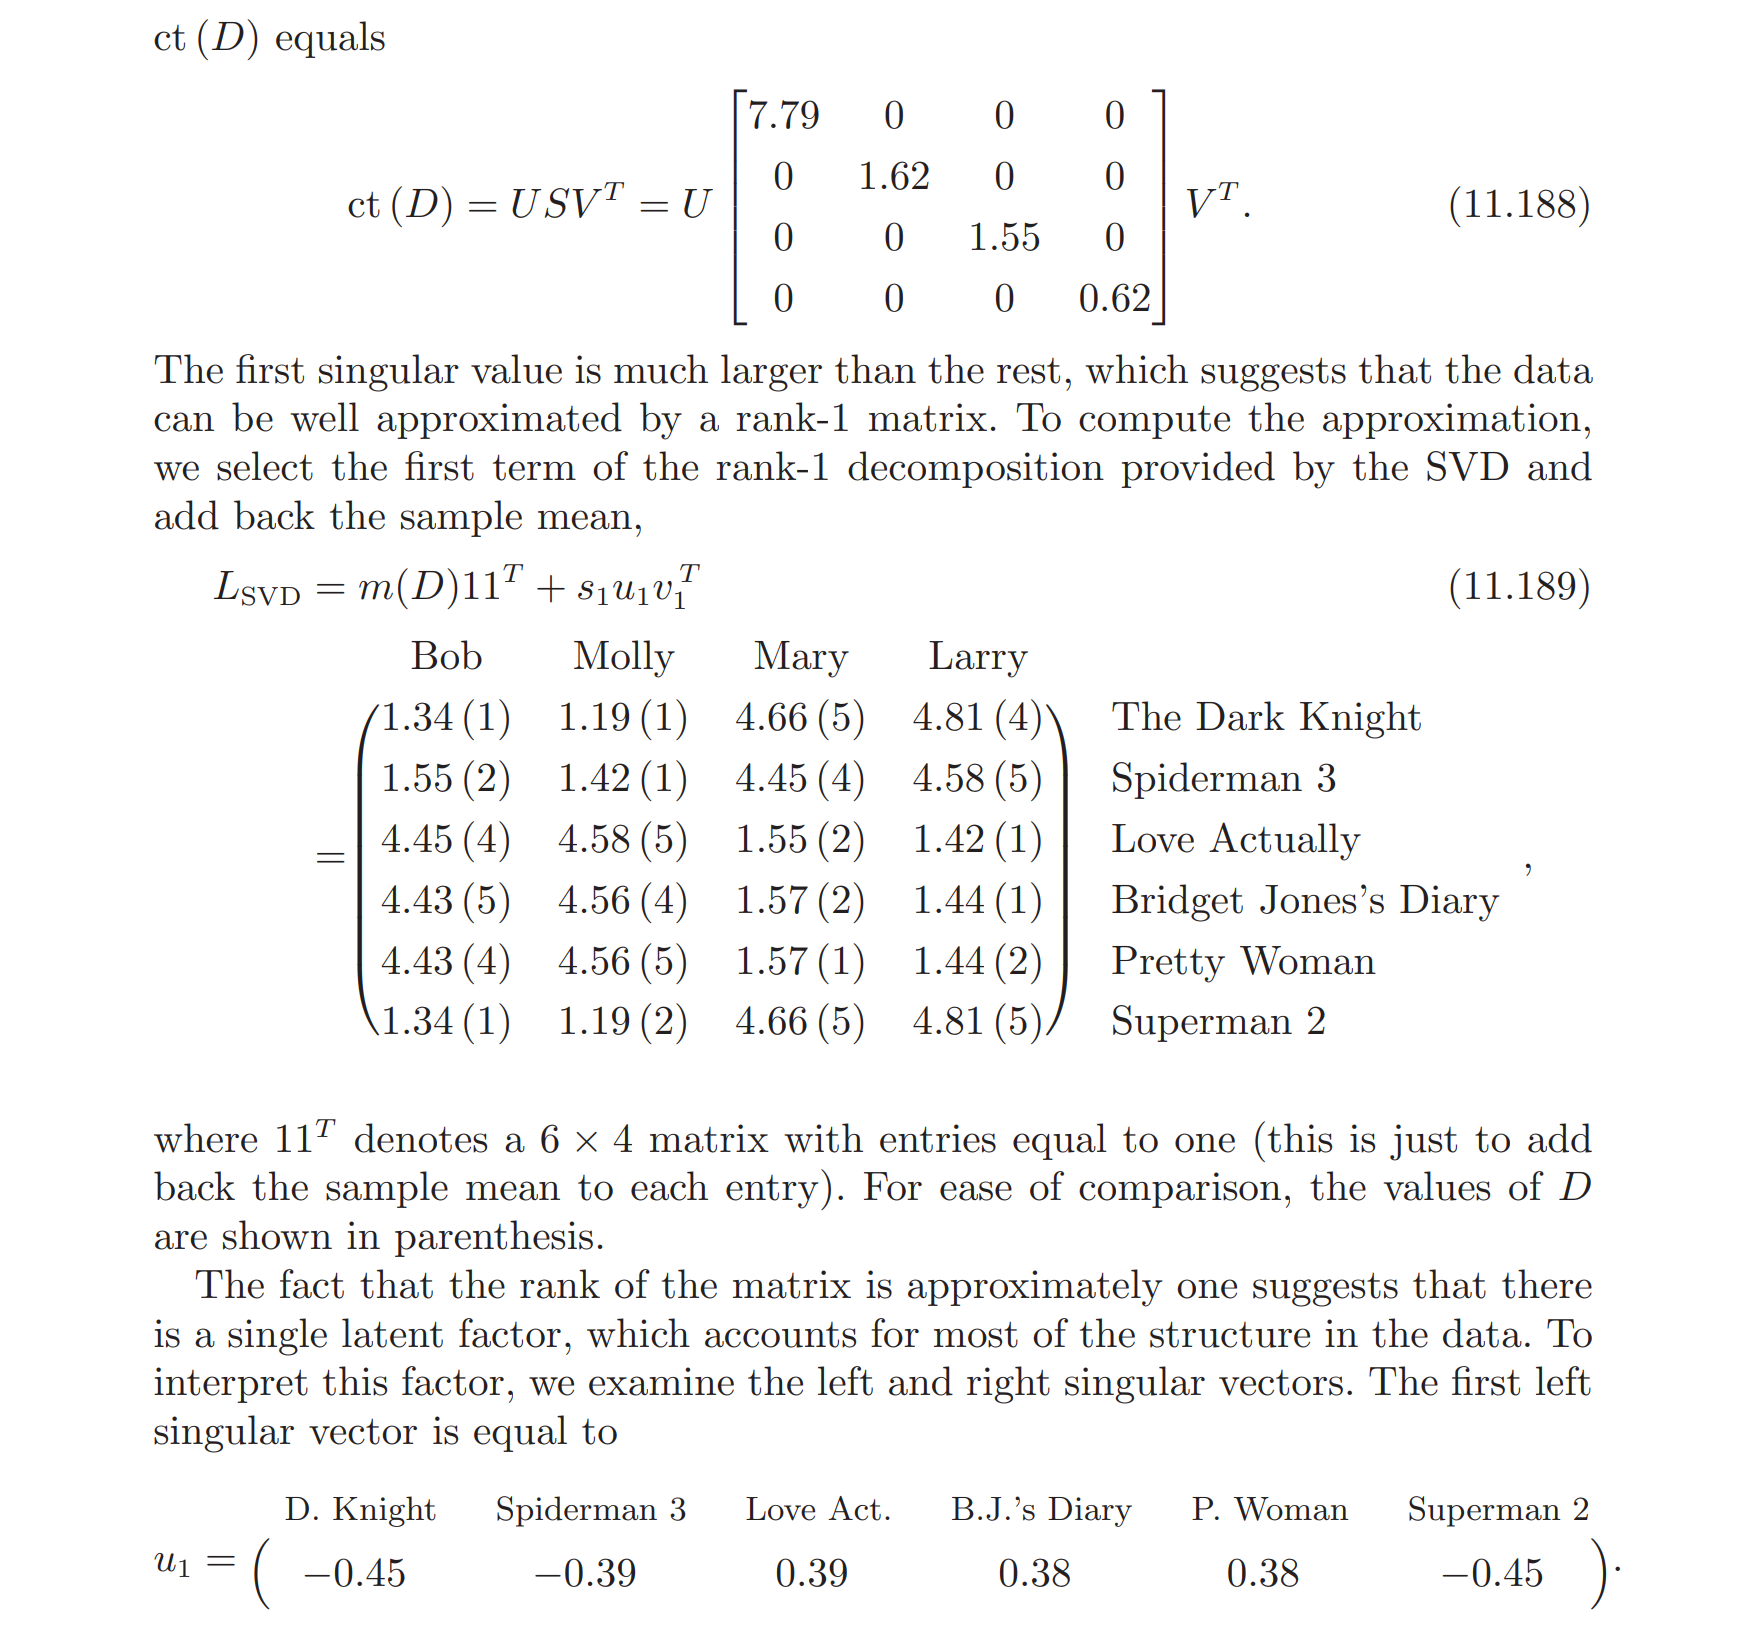 ct (D) equals
ct (D) = USV^T = U [7.79 0 0 0
0 1.62 0 0
0 0 1.55 0
0 0 0 0.62] V^T. (11.188)
The first singular value is much larger than the rest, which suggests that the data
can be well approximated by a rank-1 matrix. To compute the approximation,
we select the first term of the rank-1 decomposition provided by the SVD and
add back the sample mean,
L_SVD = m(D)11^T + s_1u_1v_1^T (11.189)
Bob Molly Mary Larry
= (1.34 (1) 1.19 (1) 4.66 (5) 4.81 (4) The Dark Knight
1.55 (2) 1.42 (1) 4.45 (4) 4.58 (5) Spiderman 3
4.45 (4) 4.58 (5) 1.55 (2) 1.42 (1) Love Actually
4.43 (5) 4.56 (4) 1.57 (2) 1.44 (1) Bridget Jones's Diary
4.43 (4) 4.56 (5) 1.57 (1) 1.44 (2) Pretty Woman
1.34 (1) 1.19 (2) 4.66 (5) 4.81 (5)) Superman 2 ,
where 11^T denotes a 6 × 4 matrix with entries equal to one (this is just to add
back the sample mean to each entry). For ease of comparison, the values of D
are shown in parenthesis.
The fact that the rank of the matrix is approximately one suggests that there
is a single latent factor, which accounts for most of the structure in the data. To
interpret this factor, we examine the left and right singular vectors. The first left
singular vector is equal to
D. Knight Spiderman 3 Love Act. B.J.'s Diary P. Woman Superman 2
u_1 = ( −0.45 −0.39 0.39 0.38 0.38 −0.45 ).